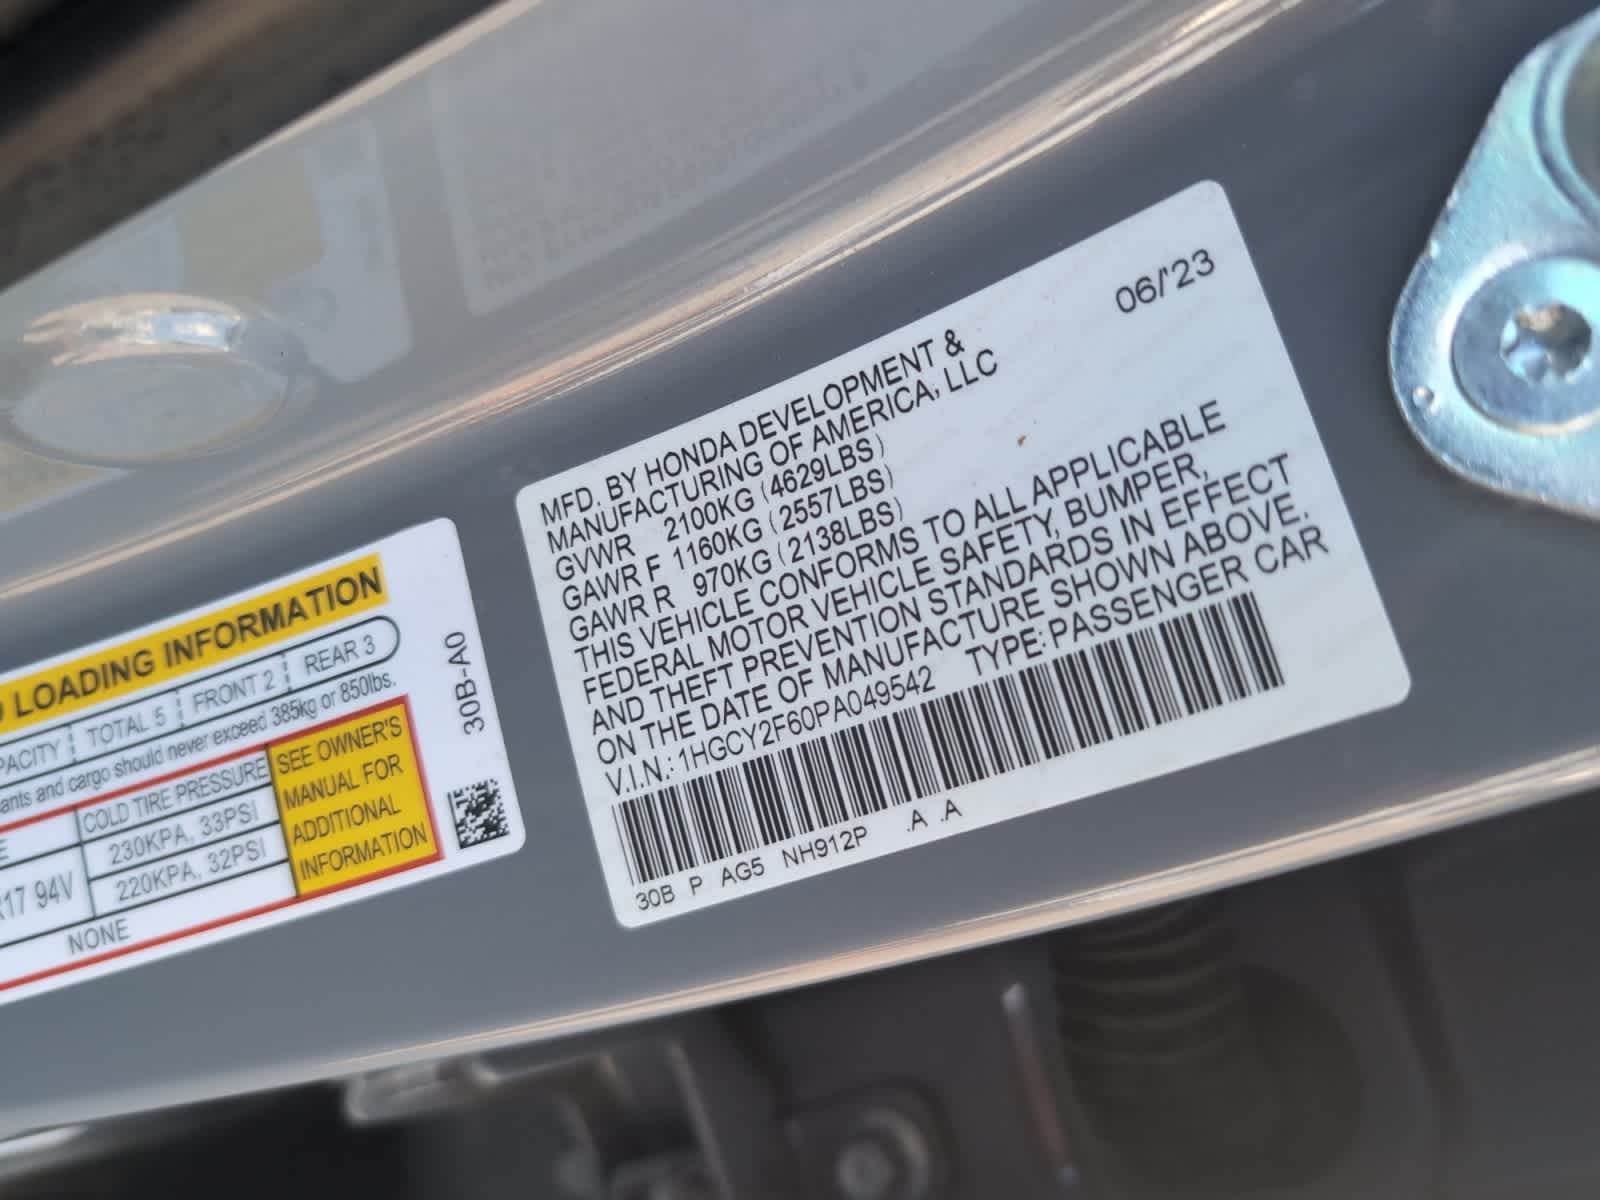 LOADING INFORMATION
TOTAL 5 FRONT 2 REAR 3
and cargo should never exceed 385kg or 850lbs.
COLD TIRE PRESSURE
SEE OWNER'S
MANUAL FOR
ADDITIONAL
INFORMATION
230KPA, 33PSI
94V 220KPA, 32PSI
NONE
30B-A0
06/'23
MFD. BY HONDA DEVELOPMENT &
MANUFACTURING OF AMERICA, LLC
GVWR 2100KG (4629LBS)
GAWR F 1160KG (2557LBS)
GAWR R 970KG (2138LBS)
THIS VEHICLE CONFORMS TO ALL APPLICABLE
FEDERAL MOTOR VEHICLE SAFETY, BUMPER,
AND THEFT PREVENTION STANDARDS IN EFFECT
ON THE DATE OF MANUFACTURE SHOWN ABOVE.
V.I.N.: 1HGCY2F60PA049542 TYPE: PASSENGER CAR
30B P AG5 NH912P .A .A